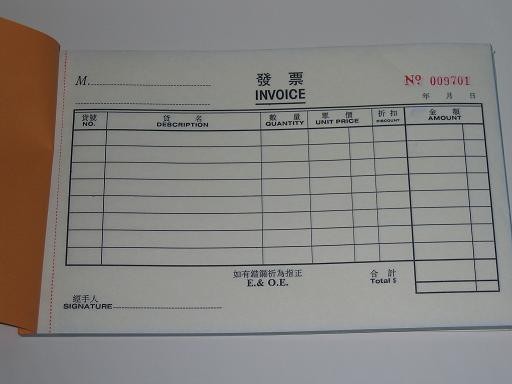 M.
發票
INVOICE
Nº 009701
年 月 日
貨號 貨名 數量 單價 折扣 金額
NO. DESCRIPTION QUANTITY UNIT PRICE DISCOUNT AMOUNT
如有錯漏祈為指正 合計
E. & O.E. Total $
經手人
SIGNATURE